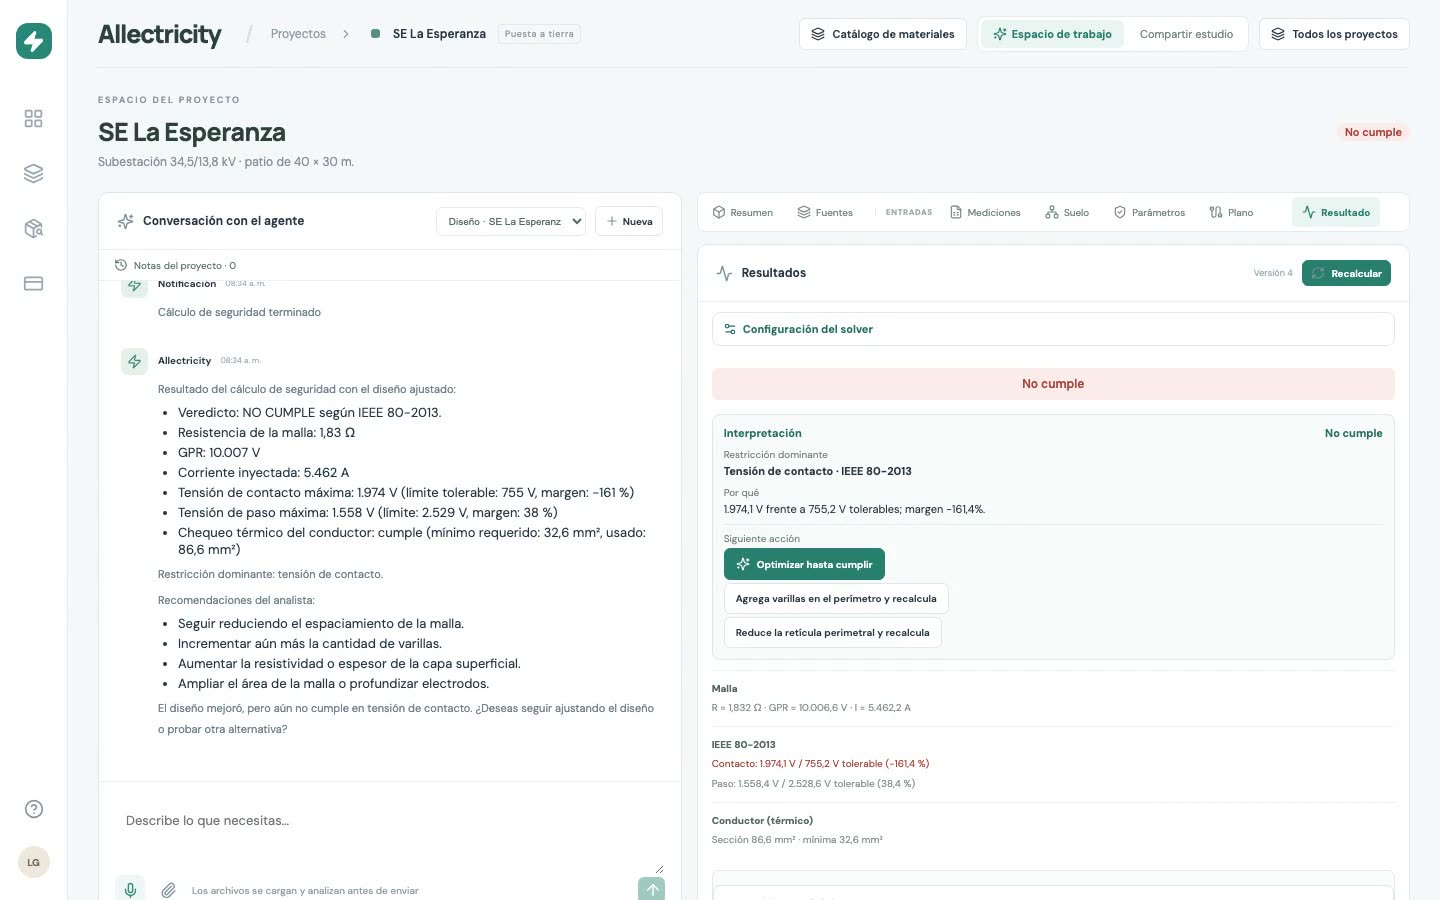 Allectricity
/
Proyectos
SE La Esperanza
Puesta a tierra
Catálogo de materiales
Espacio de trabajo
Compartir estudio
Todos los proyectos
ESPACIO DEL PROYECTO
SE La Esperanza
No cumple
Subestación 34,5/13,8 kV · patio de 40 × 30 m.
Conversación con el agente
Diseño · SE La Esperanz
Nueva
Notas del proyecto · 0
Notificación 08:34 a. m.
Cálculo de seguridad terminado
Allectricity 08:34 a. m.
Resultado del cálculo de seguridad con el diseño ajustado:
• Veredicto: NO CUMPLE según IEEE 80-2013.
• Resistencia de la malla: 1,83 Ω
• GPR: 10.007 V
• Corriente inyectada: 5.462 A
• Tensión de contacto máxima: 1.974 V (límite tolerable: 755 V, margen: -161 %)
• Tensión de paso máxima: 1.558 V (límite: 2.529 V, margen: 38 %)
• Chequeo térmico del conductor: cumple (mínimo requerido: 32,6 mm², usado:
86,6 mm²)
Restricción dominante: tensión de contacto.
Recomendaciones del analista:
• Seguir reduciendo el espaciamiento de la malla.
• Incrementar aún más la cantidad de varillas.
• Aumentar la resistividad o espesor de la capa superficial.
• Ampliar el área de la malla o profundizar electrodos.
El diseño mejoró, pero aún no cumple en tensión de contacto. ¿Deseas seguir ajustando el diseño
o probar otra alternativa?
Describe lo que necesitas...
Los archivos se cargan y analizan antes de enviar
LG
Resumen
Fuentes
ENTRADAS
Mediciones
Suelo
Parámetros
Plano
Resultado
Resultados
Versión 4
Recalcular
Configuración del solver
No cumple
Interpretación
No cumple
Restricción dominante
Tensión de contacto · IEEE 80-2013
Por qué
1.974,1 V frente a 755,2 V tolerables; margen -161,4%.
Siguiente acción
Optimizar hasta cumplir
Agrega varillas en el perímetro y recalcula
Reduce la retícula perimetral y recalcula
Malla
R = 1,832 Ω · GPR = 10.006,6 V · I = 5.462,2 A
IEEE 80-2013
Contacto: 1.974,1 V / 755,2 V tolerable (-161,4 %)
Paso: 1.558,4 V / 2.528,6 V tolerable (38,4 %)
Conductor (térmico)
Sección 86,6 mm² · mínima 32,6 mm²